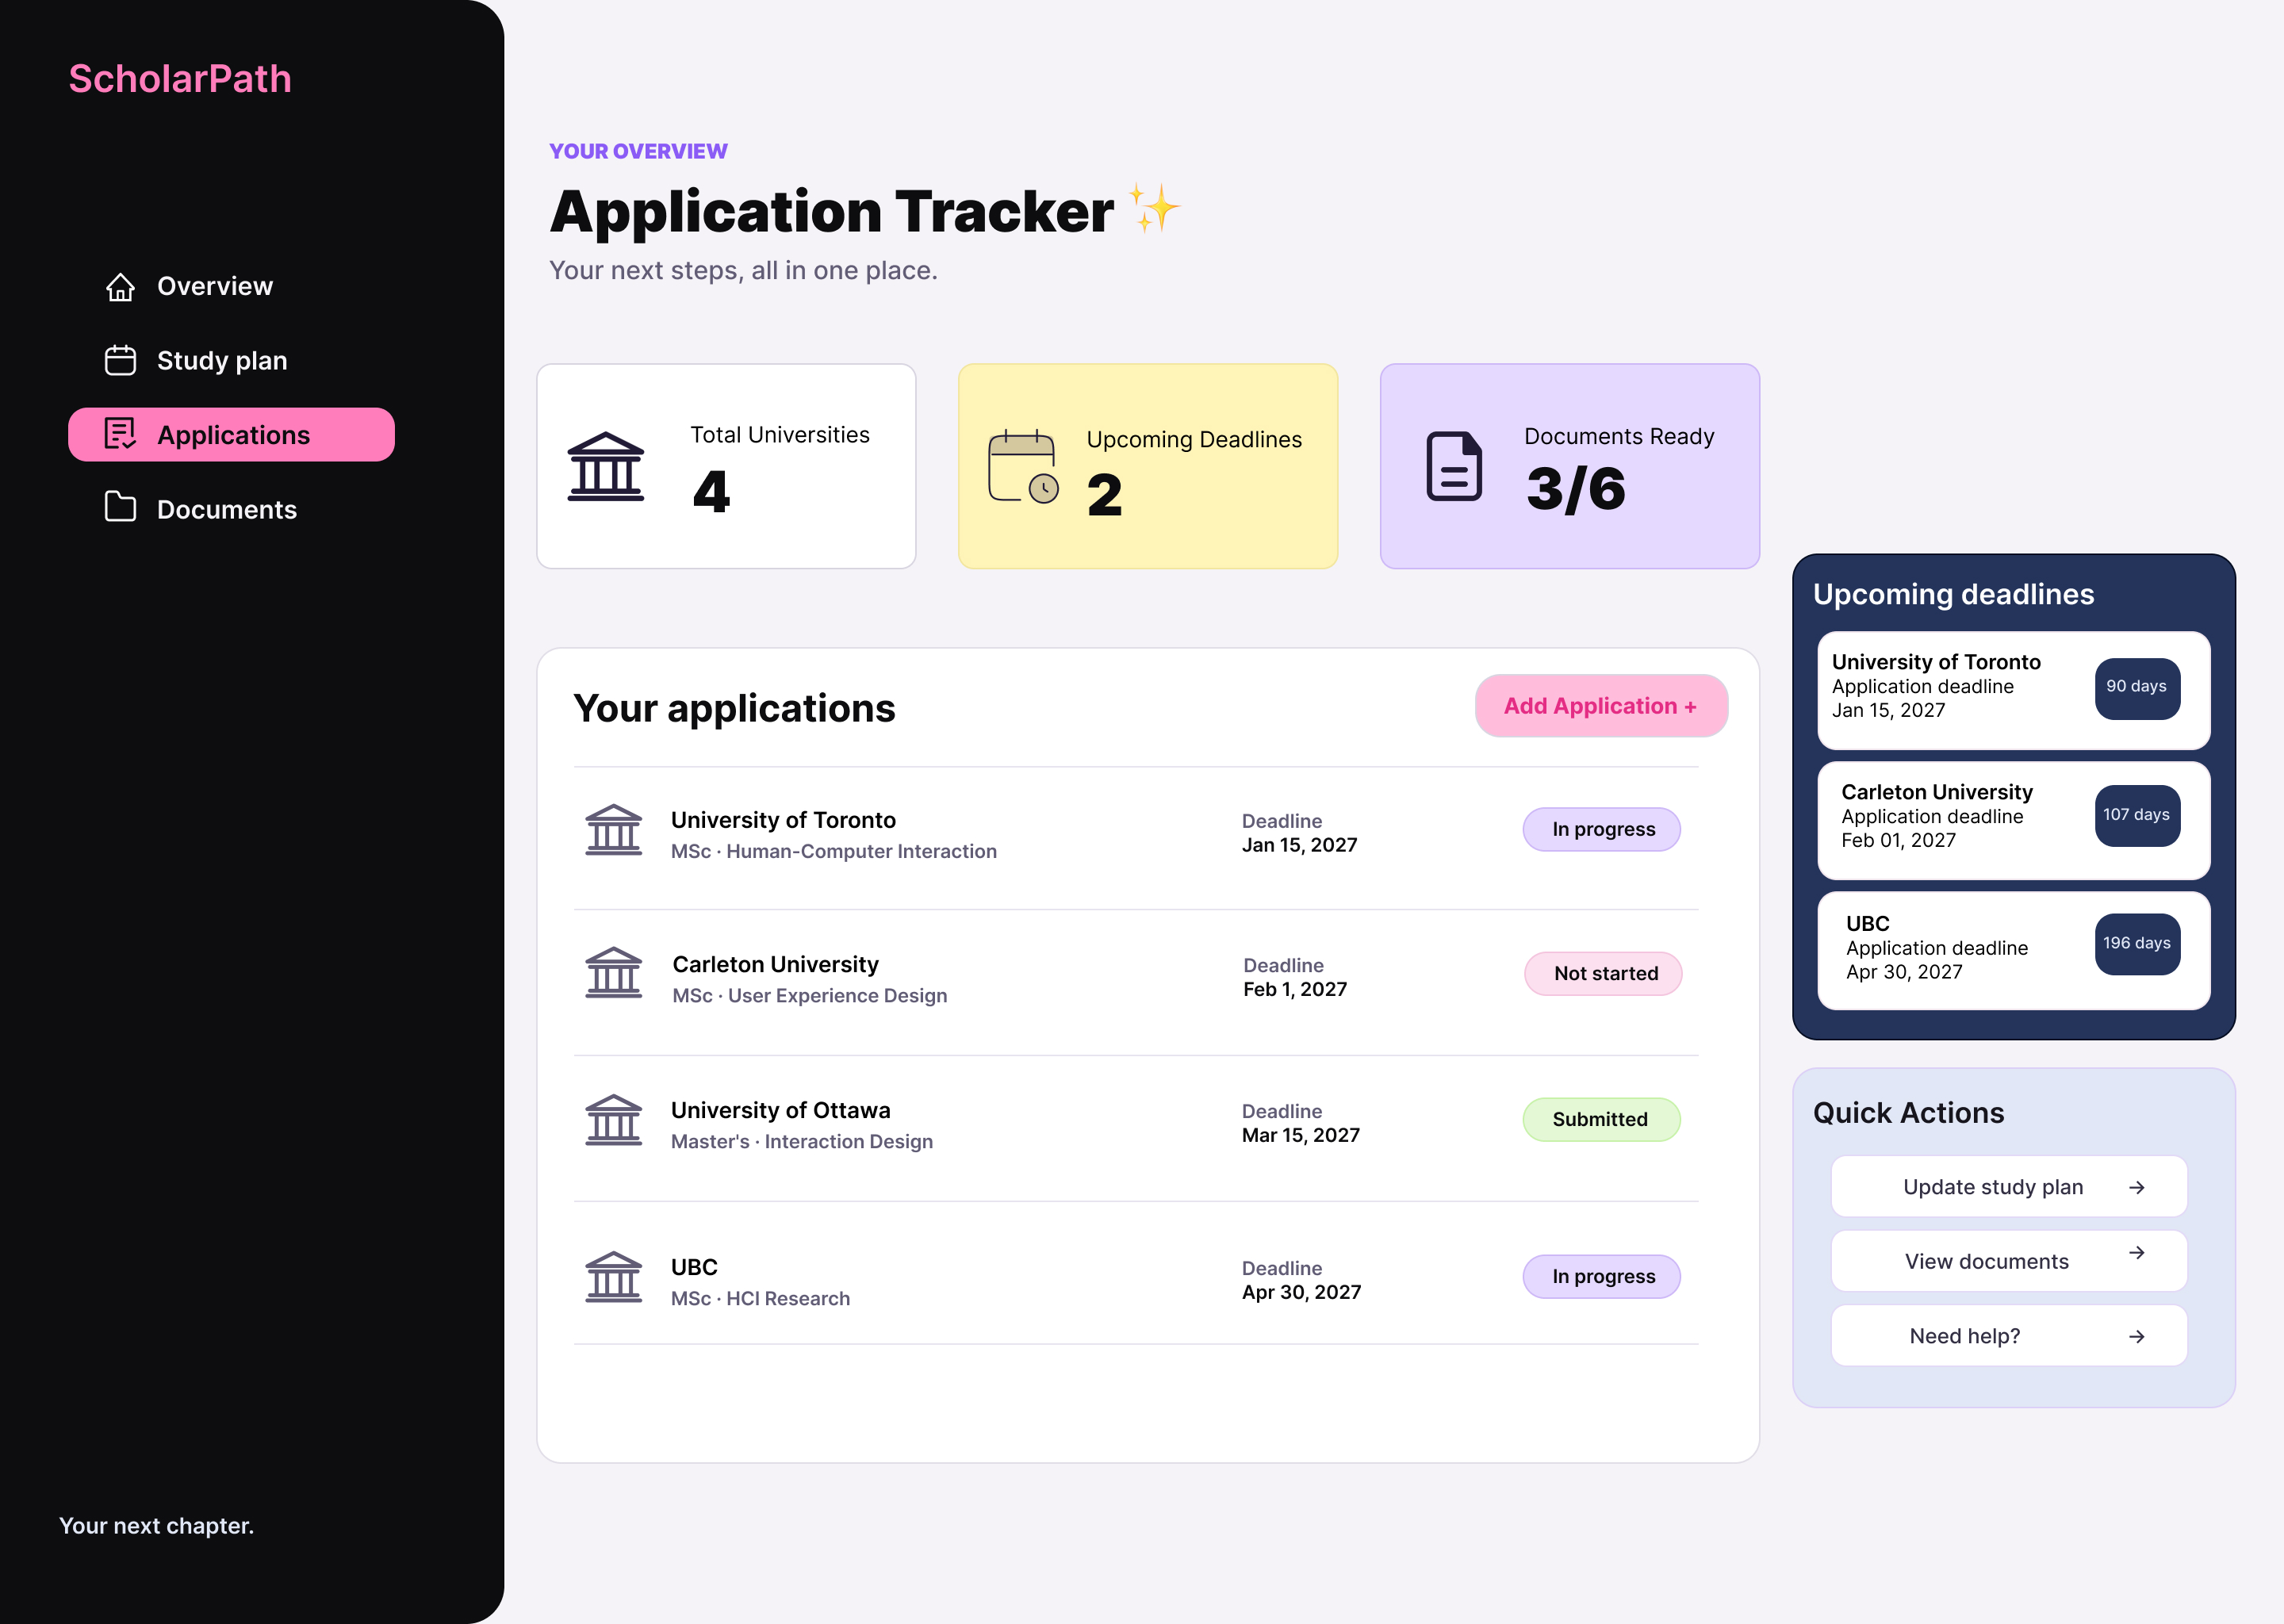 ScholarPath
Overview
Study plan
Applications
Documents
Your next chapter.
YOUR OVERVIEW
Application Tracker ✨
Your next steps, all in one place.
Total Universities
4
Upcoming Deadlines
2
Documents Ready
3/6
Your applications
Add Application +
University of Toronto
MSc · Human-Computer Interaction
Deadline
Jan 15, 2027
In progress
Carleton University
MSc · User Experience Design
Deadline
Feb 1, 2027
Not started
University of Ottawa
Master's · Interaction Design
Deadline
Mar 15, 2027
Submitted
UBC
MSc · HCI Research
Deadline
Apr 30, 2027
In progress
Upcoming deadlines
University of Toronto
Application deadline
Jan 15, 2027
90 days
Carleton University
Application deadline
Feb 01, 2027
107 days
UBC
Application deadline
Apr 30, 2027
196 days
Quick Actions
Update study plan →
View documents →
Need help? →